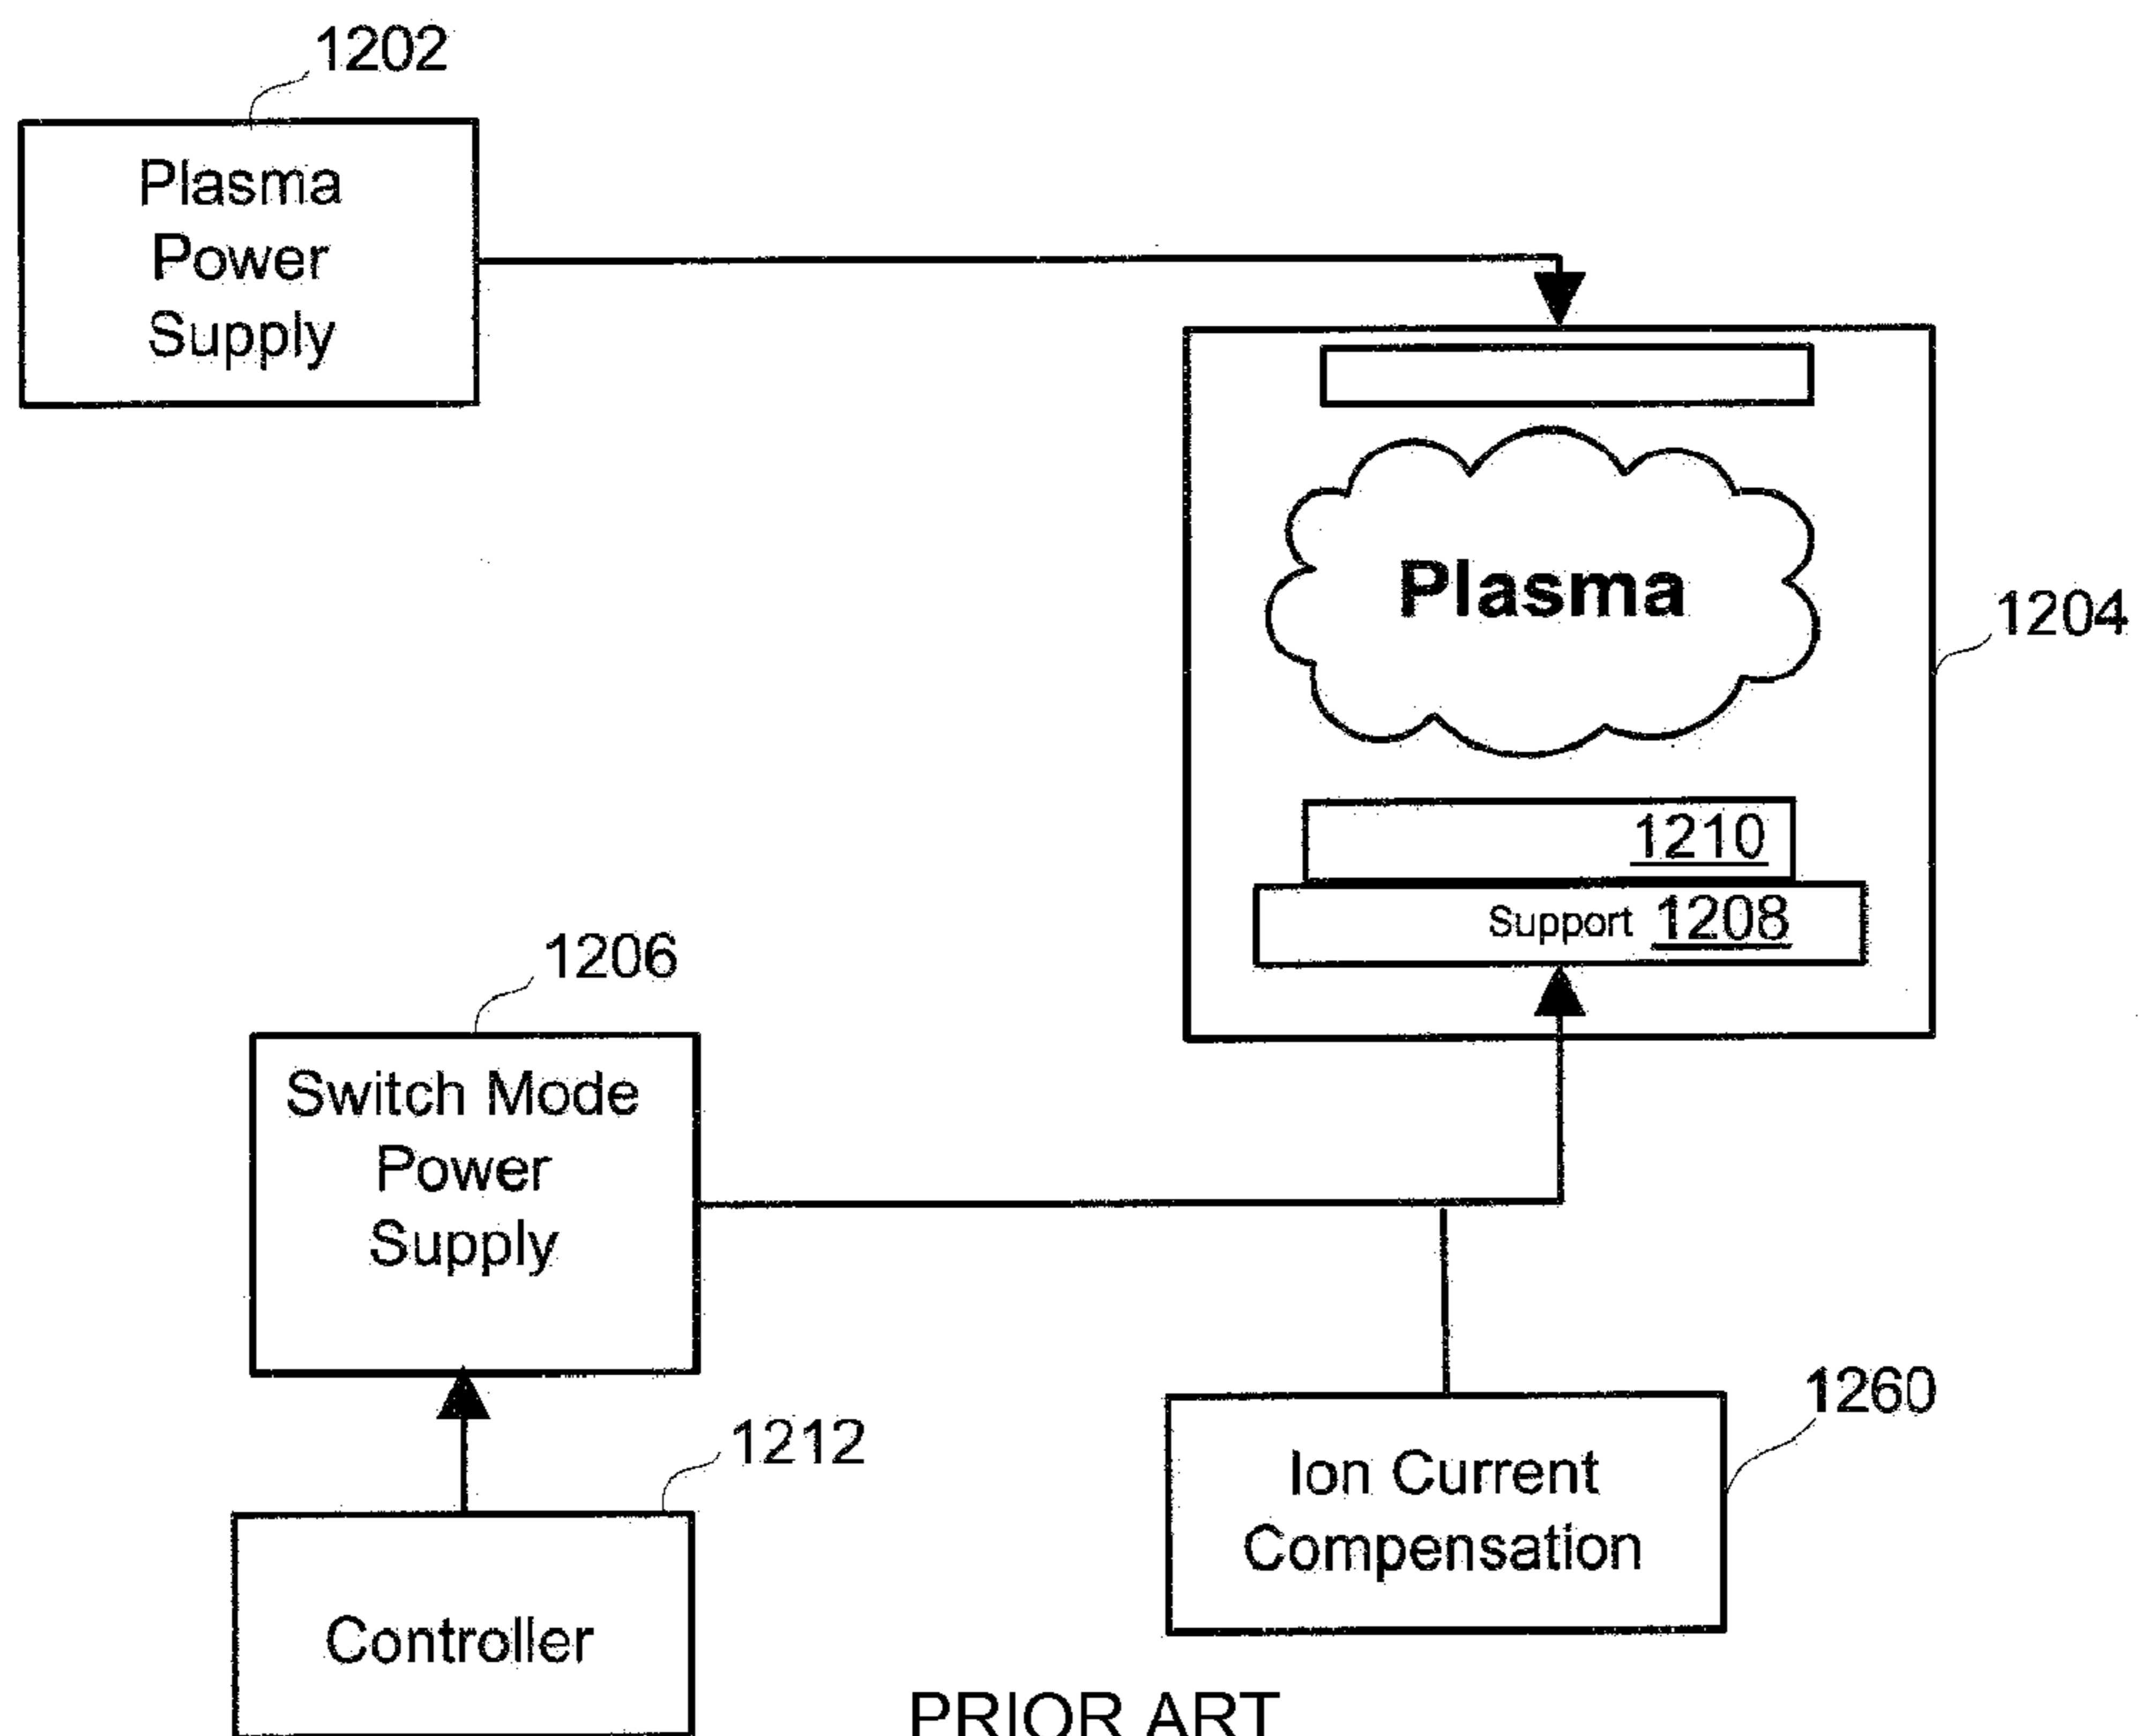 1202
Plasma
Power
Supply
Plasma
1204
1210
Support 1208
1206
Switch Mode
Power
Supply
1212
Controller
1260
Ion Current
Compensation
PRIOR ART